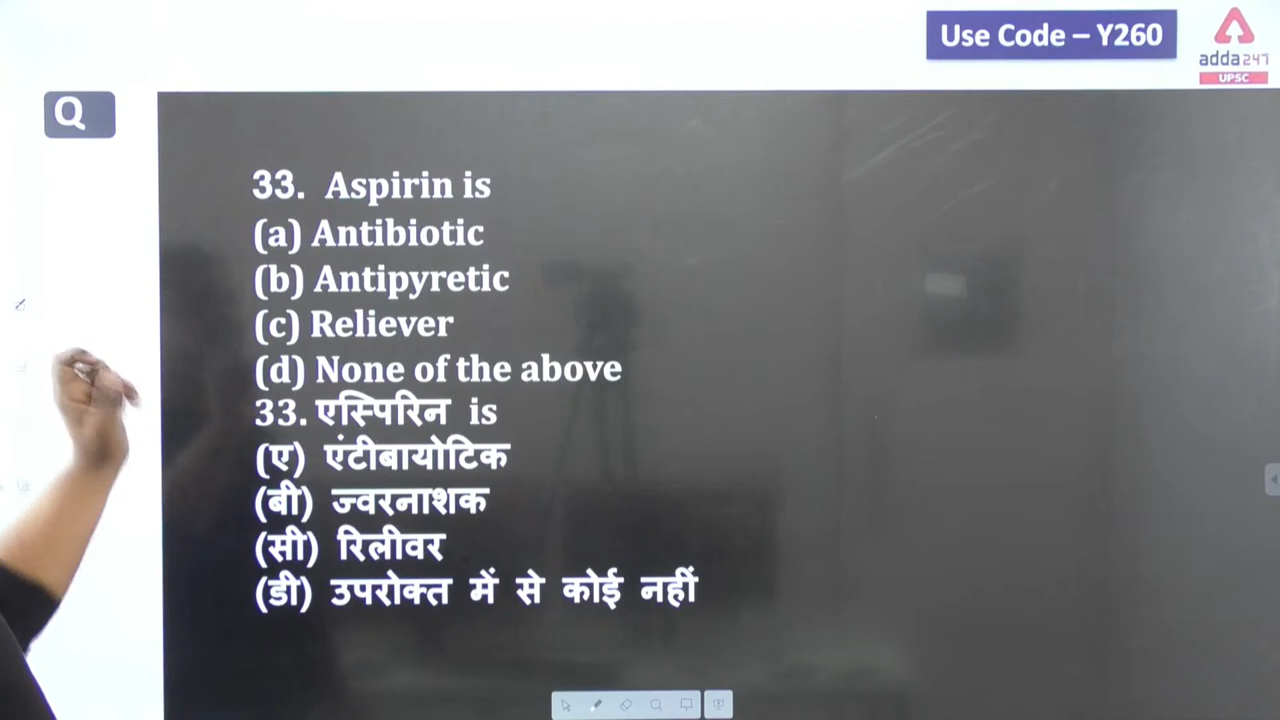 Use Code – Y260
adda247
UPSC
Q
33. Aspirin is
(a) Antibiotic
(b) Antipyretic
(c) Reliever
(d) None of the above
33. एस्पिरिन is
(ए) एंटीबायोटिक
(बी) ज्वरनाशक
(सी) रिलीवर
(डी) उपरोक्त में से कोई नहीं